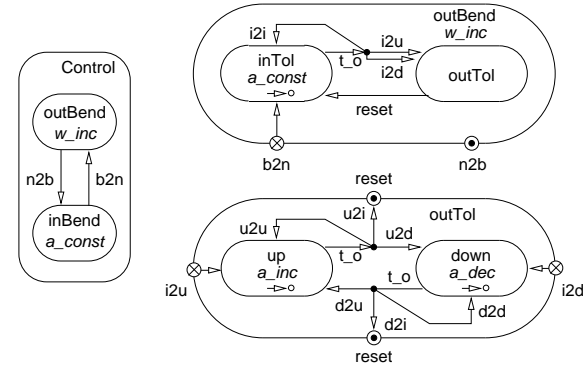 Control
outBend
w_inc
n2b
b2n
inBend
a_const
outBend
w_inc
i2i
i2u
inTol
t_o
a_const
i2d
outTol
reset
b2n
n2b
reset
outTol
u2u
u2i
u2d
up
t_o
a_inc
t_o
down
a_dec
i2u
d2u
d2i
d2d
i2d
reset